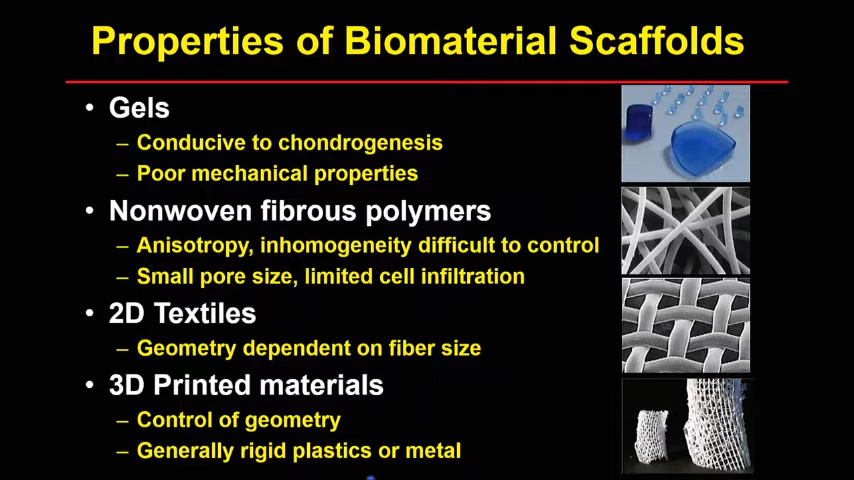 Properties of Biomaterial Scaffolds
• Gels
– Conducive to chondrogenesis
– Poor mechanical properties
• Nonwoven fibrous polymers
– Anisotropy, inhomogeneity difficult to control
– Small pore size, limited cell infiltration
• 2D Textiles
– Geometry dependent on fiber size
• 3D Printed materials
– Control of geometry
– Generally rigid plastics or metal